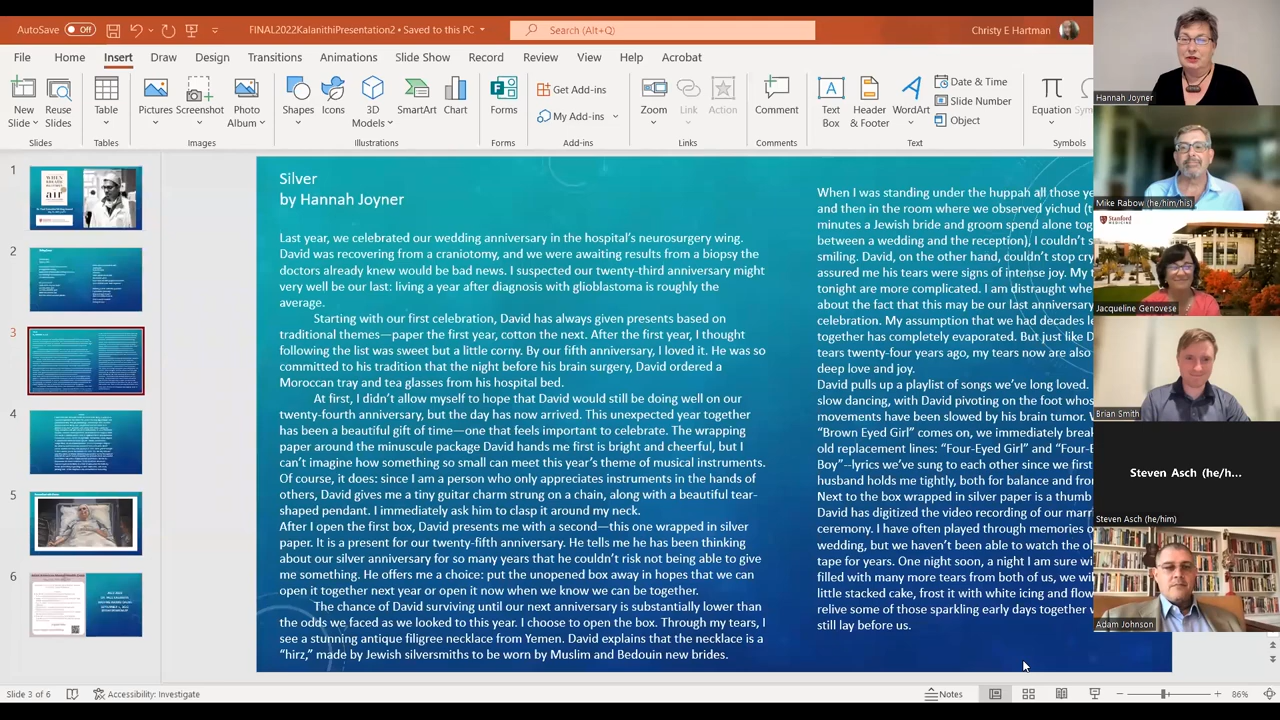 AutoSave
Off
FINAL2022KalanithiPresentation2 • Saved to this PC
Search (Alt+Q)
Christy E Hartman
File
Home
Insert
Draw
Design
Transitions
Animations
Slide Show
Record
Review
View
Help
Acrobat
New
Slide
Reuse
Slides
Table
Pictures
Screenshot
Photo
Album
Shapes
Icons
3D
Models
SmartArt
Chart
Forms
Get Add-ins
My Add-ins
Zoom
Link
Action
Comment
Text
Box
Header
& Footer
WordArt
Date & Time
Slide Number
Object
Equation
Slides
Tables
Images
Illustrations
Forms
Add-ins
Links
Comments
Text
Symbols
1
2
3
4
5
6
Silver
by Hannah Joyner
Last year, we celebrated our wedding anniversary in the hospital's neurosurgery wing.
David was recovering from a craniotomy, and we were awaiting results from a biopsy the
doctors already knew would be bad news. I suspected our twenty-third anniversary might
very well be our last: living a year after diagnosis with glioblastoma is roughly the
average.
Starting with our first celebration, David has always given presents based on
traditional themes—paper the first year, cotton the next. After the first year, I thought
following the list was sweet but a little corny. By our fifth anniversary, I loved it. He was so
committed to his tradition that the night before his brain surgery, David ordered a
Moroccan tray and tea glasses from his hospital bed.
At first, I didn't allow myself to hope that David would still be doing well on our
twenty-fourth anniversary, but the day has now arrived. This unexpected year together
has been a beautiful gift of time—one that feels important to celebrate. The wrapping
paper around the minuscule package David hands me first is bright and cheerful, but I
can't imagine how something so small can meet this year's theme of musical instruments.
Of course, it does: since I am a person who only appreciates instruments in the hands of
others, David gives me a tiny guitar charm strung on a chain, along with a beautiful tear-
shaped pendant. I immediately ask him to clasp it around my neck.
After I open the first box, David presents me with a second—this one wrapped in silver
paper. It is a present for our twenty-fifth anniversary. He tells me he has been thinking
about our silver anniversary for so many years that he couldn't risk not being able to give
me something. He offers me a choice: put the unopened box away in hopes that we can
open it together next year or open it now when we know we can be together.
The chance of David surviving until our next anniversary is substantially lower than
the odds we faced as we looked to this year. I choose to open the box. Through my tears, I
see a stunning antique filigree necklace from Yemen. David explains that the necklace is a
"hirz," made by Jewish silversmiths to be worn by Muslim and Bedouin new brides.
When I was standing under the huppah all those ye
and then in the room where we observed yichud (t
minutes a Jewish bride and groom spend alone tog
between a wedding and the reception), I couldn't s
smiling. David, on the other hand, couldn't stop cry
assured me his tears were signs of intense joy. My t
tonight are more complicated. I am distraught whe
about the fact that this may be our last anniversary
celebration. My assumption that we had decades le
together has completely evaporated. But just like D
tears twenty-four years ago, my tears now are also
deep love and joy.
David pulls up a playlist of songs we've long loved.
slow dancing, with David pivoting on the foot whos
movements have been slowed by his brain tumor. V
"Brown Eyed Girl" comes on, we immediately break
old replacement lines: "Four-Eyed Girl" and "Four-E
Boy"--lyrics we've sung to each other since we first
husband holds me tightly, both for balance and fro
Next to the box wrapped in silver paper is a thumb
David has digitized the video recording of our marri
ceremony. I have often played through memories o
wedding, but we haven't been able to watch the ol
tape for years. One night soon, a night I am sure wi
filled with many more tears from both of us, we wi
little stacked cake, frost it with white icing and flow
relive some of those sparkling early days together w
still lay before us.
Hannah Joyner
Mike Rabow (he/him/his)
Stanford
MEDICINE
Jacqueline Genovese
Brian Smith
Steven Asch (he/h...
Steven Asch (he/him)
Adam Johnson
Slide 3 of 6
Accessibility: Investigate
Notes
86%